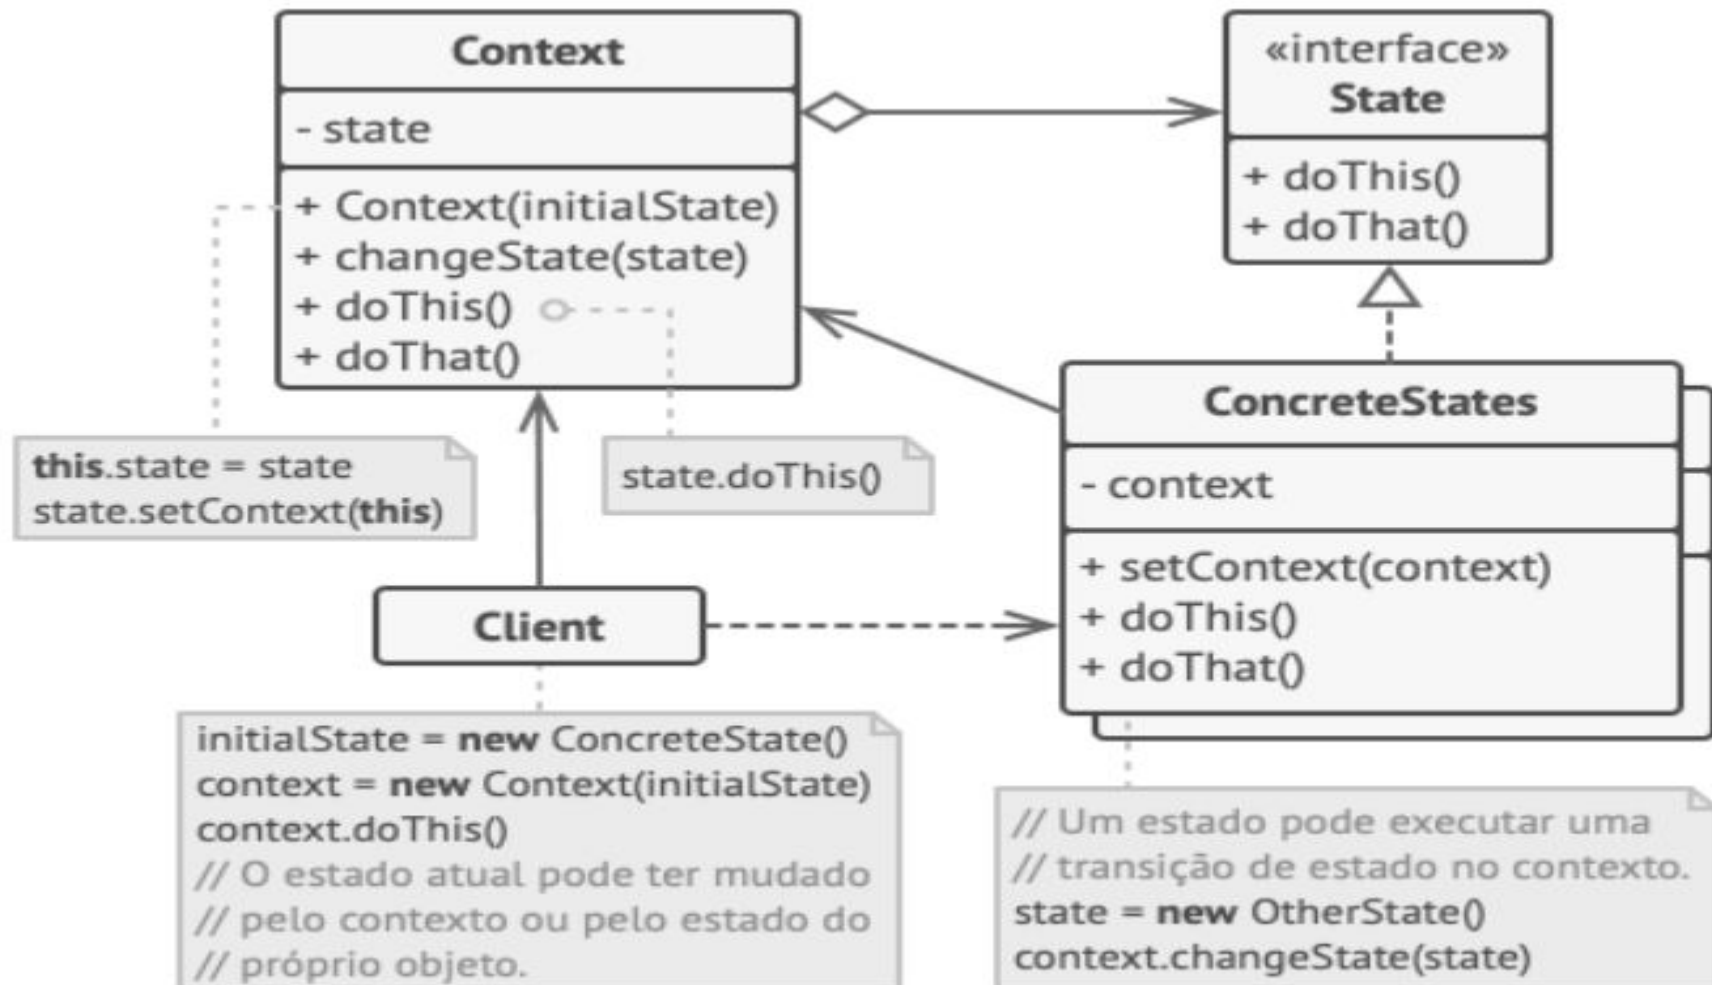 Context
- state
+ Context(initialState)
+ changeState(state)
+ doThis()
+ doThat()
«interface»
State
+ doThis()
+ doThat()
this.state = state
state.setContext(this)
state.doThis()
ConcreteStates
- context
+ setContext(context)
+ doThis()
+ doThat()
Client
initialState = new ConcreteState()
context = new Context(initialState)
context.doThis()
// O estado atual pode ter mudado
// pelo contexto ou pelo estado do
// próprio objeto.
// Um estado pode executar uma
// transição de estado no contexto.
state = new OtherState()
context.changeState(state)